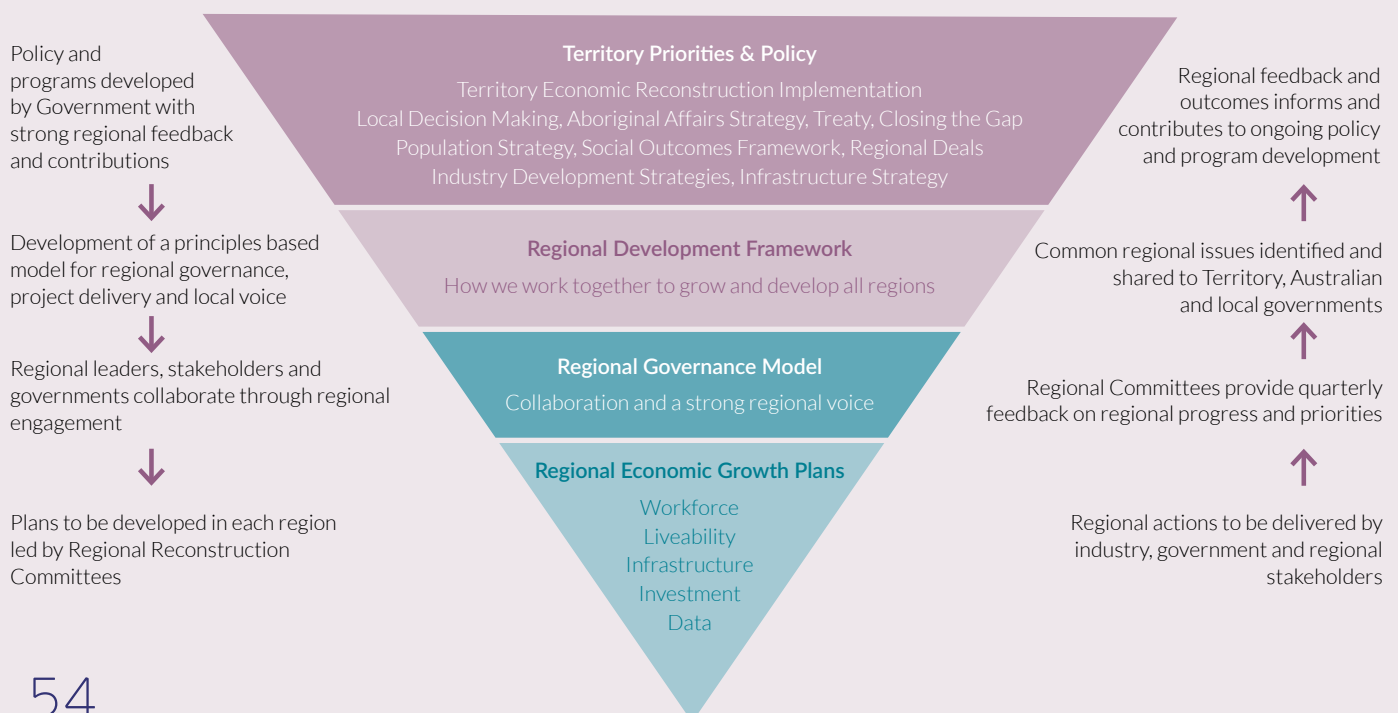 Policy and
programs developed
by Government with
strong regional feedback
and contributions
Development of a principles based
model for regional governance,
project delivery and local voice
Regional leaders, stakeholders and
governments collaborate through regional
engagement
Plans to be developed in each region
led by Regional Reconstruction
Committees
Territory Priorities & Policy
Territory Economic Reconstruction Implementation
Local Decision Making, Aboriginal Affairs Strategy, Treaty, Closing the Gap
Population Strategy, Social Outcomes Framework, Regional Deals
Industry Development Strategies, Infrastructure Strategy
Regional Development Framework
How we work together to grow and develop all regions
Regional Governance Model
Collaboration and a strong regional voice
Regional Economic Growth Plans
Workforce
Liveability
Infrastructure
Investment
Data
Regional feedback and
outcomes informs and
contributes to ongoing policy
and program development
Common regional issues identified and
shared to Territory, Australian
and local governments
Regional Committees provide quarterly
feedback on regional progress and priorities
Regional actions to be delivered by
industry, government and regional
stakeholders
54